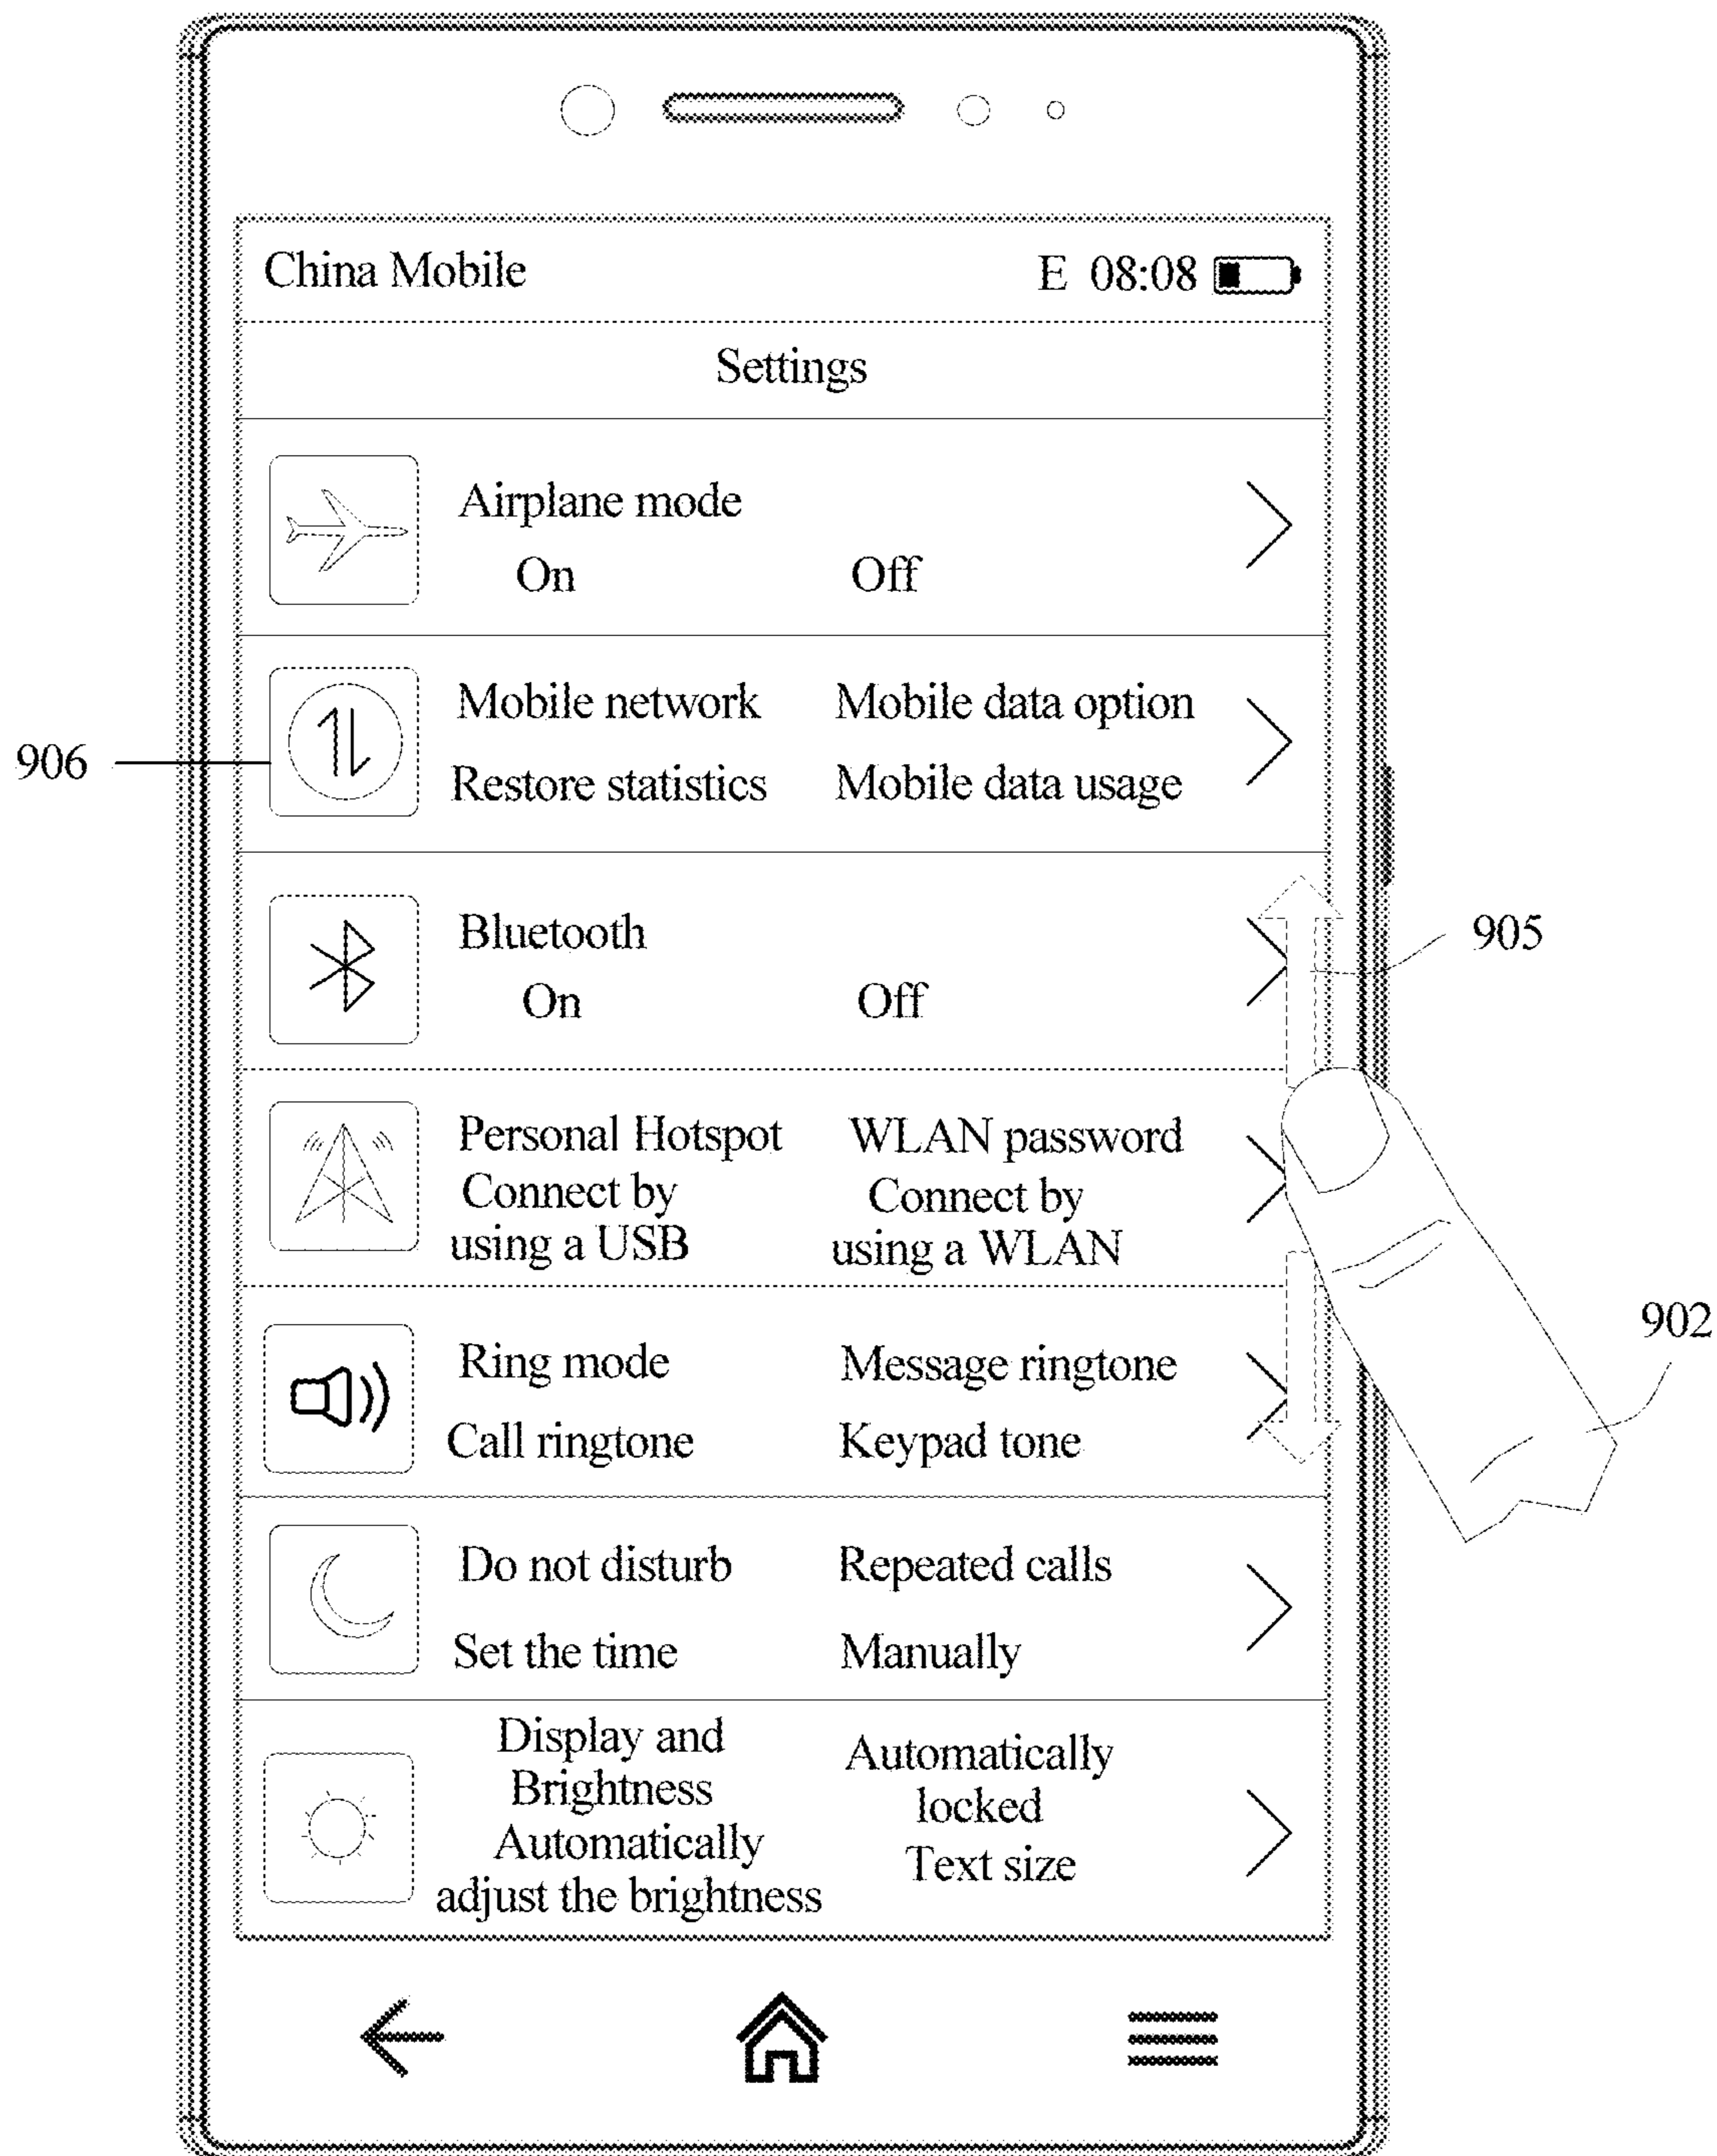 China Mobile E 08:08
Settings
Airplane mode
On Off
Mobile network Mobile data option
906
Restore statistics Mobile data usage
Bluetooth
905
On Off
Personal Hotspot WLAN password
Connect by Connect by
using a USB using a WLAN
902
Ring mode Message ringtone
Call ringtone Keypad tone
Do not disturb Repeated calls
Set the time Manually
Display and Automatically
Brightness locked
Automatically Text size
adjust the brightness